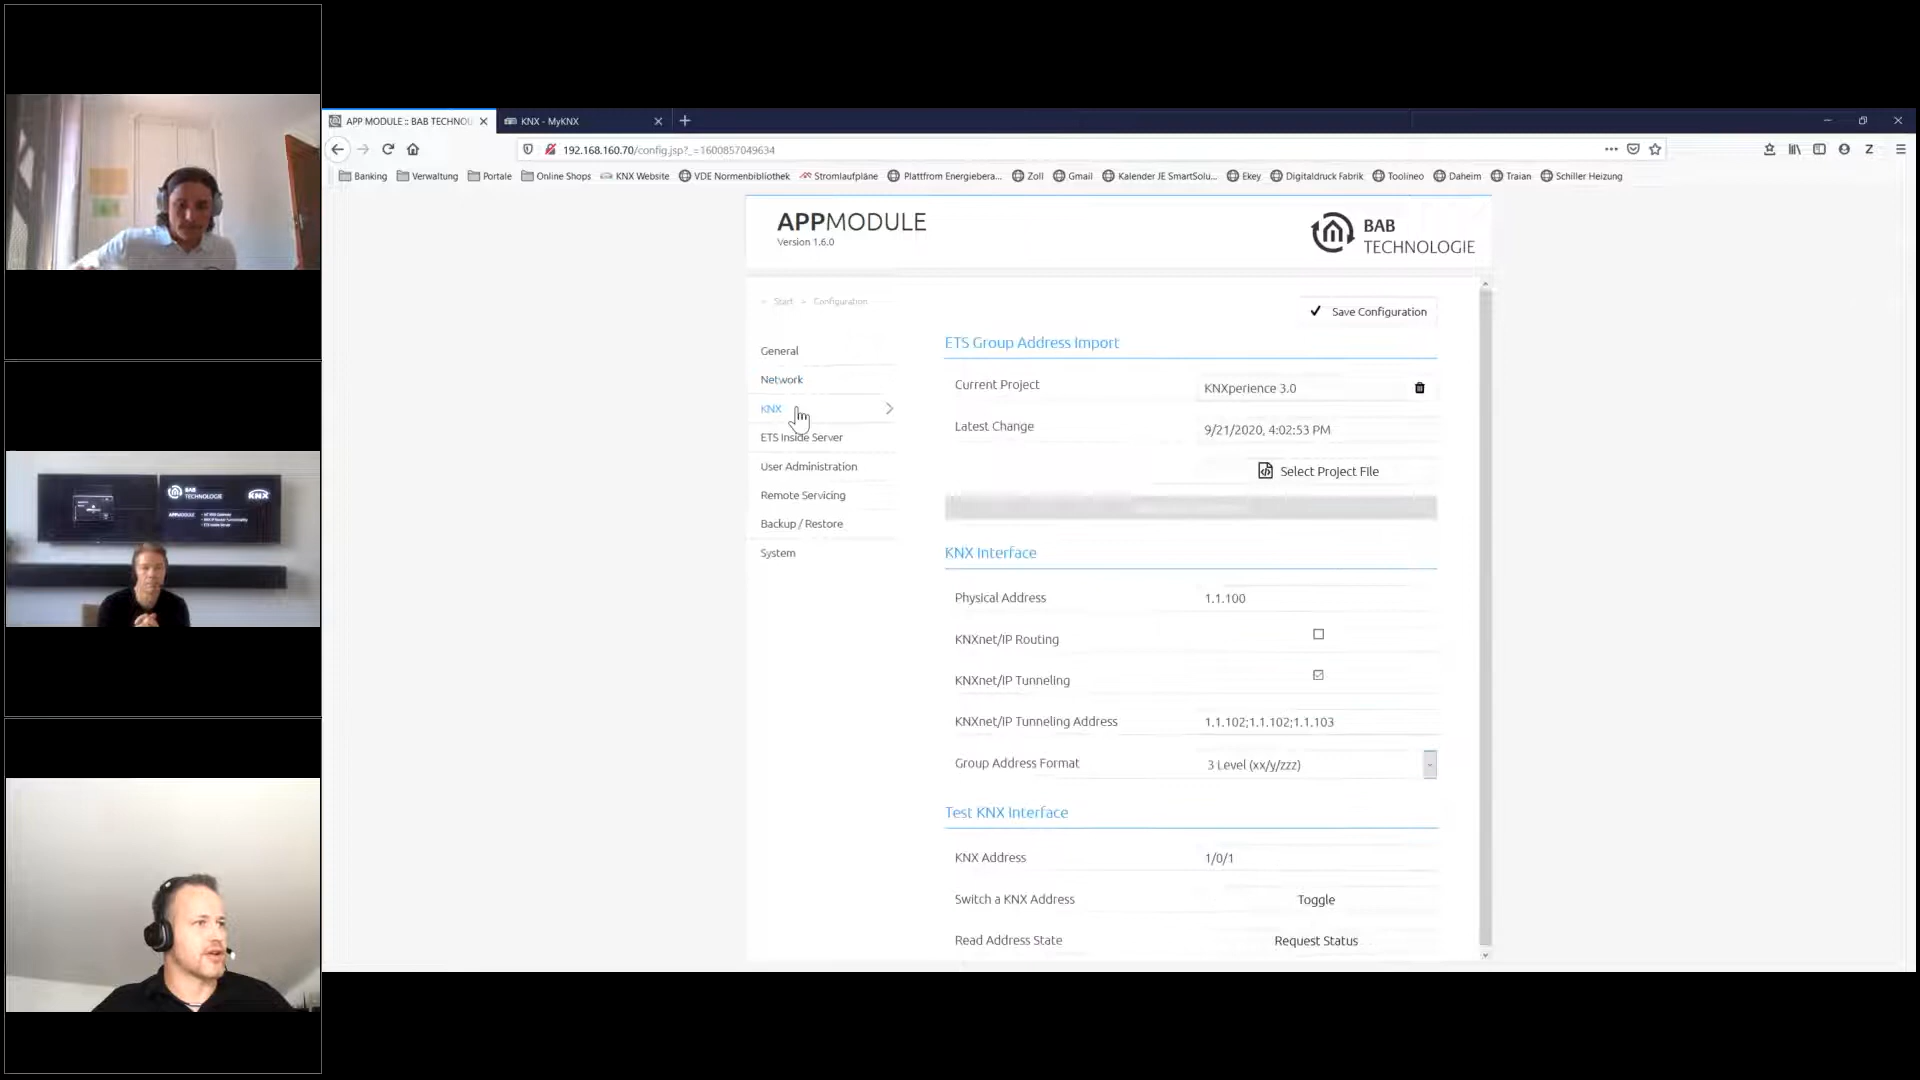 APP MODULE :: BAB TECHNOL
KNX - MyKNX
192.168.160.70/config.jsp?_=1600857049634
Banking
Verwaltung
Portale
Online Shops
KNX Website
VDE Normenbibliothek
Stromlaufpläne
Plattfrom Energiebera...
Zoll
Gmail
Kalender JE SmartSolu...
Ekey
Digitaldruck Fabrik
Toolineo
Daheim
Traian
Schiller Heizung
APPMODULE
Version 1.6.0
BAB
TECHNOLOGIE
Start > Configuration
Save Configuration
General
Network
KNX
ETS Inside Server
User Administration
Remote Servicing
Backup / Restore
System
ETS Group Address Import
Current Project
KNXperience 3.0
Latest Change
9/21/2020, 4:02:53 PM
Select Project File
KNX Interface
Physical Address
1.1.100
KNXnet/IP Routing
KNXnet/IP Tunneling
KNXnet/IP Tunneling Address
1.1.102;1.1.102;1.1.103
Group Address Format
3 Level (xx/y/zzz)
Test KNX Interface
KNX Address
1/0/1
Switch a KNX Address
Toggle
Read Address State
Request Status
BAB
TECHNOLOGIE
KNX
APPMODULE